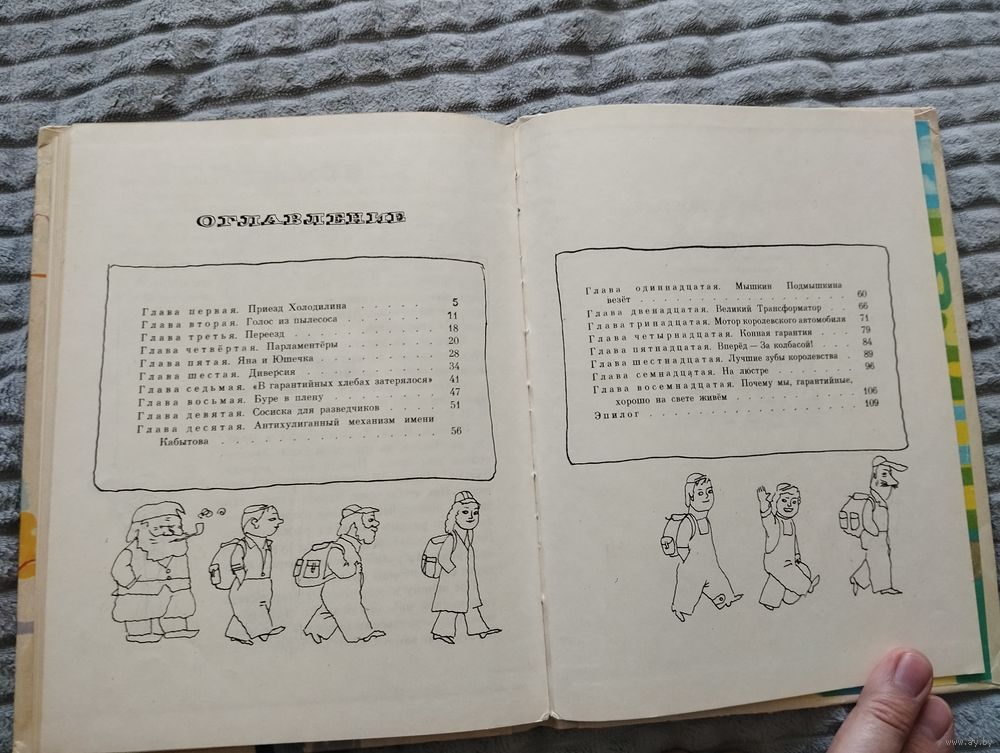 ОГЛАВЛЕНИЕ
Глава первая. Приезд Холодилина . . . . . 5
Глава вторая. Голос из пылесоса . . . . . 11
Глава третья. Переезд . . . . . . . . 18
Глава четвёртая. Парламентёры . . . . . 20
Глава пятая. Яна и Юшечка . . . . . . 28
Глава шестая. Диверсия . . . . . . . 34
Глава седьмая. «В гарантийных хлебах затерялося» 41
Глава восьмая. Буре в плену . . . . . . 47
Глава девятая. Сосиска для разведчиков . . . . 51
Глава десятая. Антихулиганный механизм имени
Кабытова . . . . . . . . . . . 56
Глава одиннадцатая. Мышкин Подмышкина
везёт . . . . . . . . . . . 60
Глава двенадцатая. Великий Трансформатор . . 66
Глава тринадцатая. Мотор королевского автомобиля 71
Глава четырнадцатая. Конная гарантия . . . 79
Глава пятнадцатая. Вперёд — За колбасой! . . . 84
Глава шестнадцатая. Лучшие зубы королевства 89
Глава семнадцатая. На люстре . . . . . 96
Глава восемнадцатая. Почему мы, гарантийные,
хорошо на свете живём . . . . . . . 106
Эпилог . . . . . . . . . . . . 109
www.ay.by